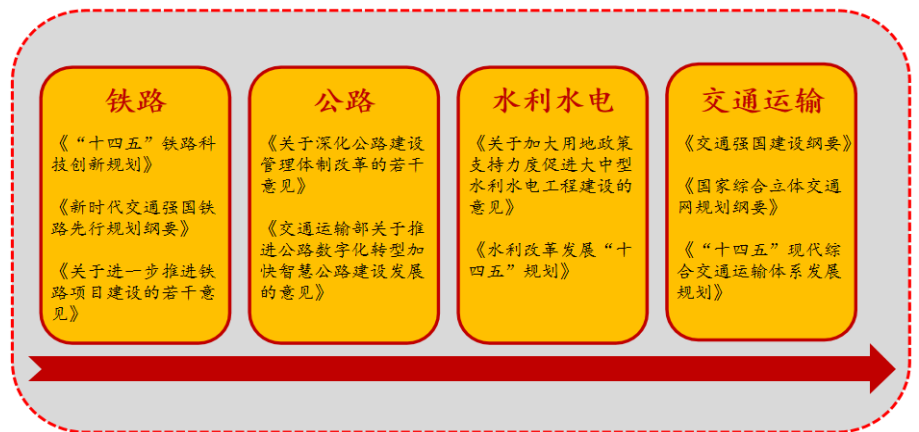 铁路
《“十四五”铁路科
技创新规划》
《新时代交通强国铁
路先行规划纲要》
《关于进一步推进铁
路项目建设的若干意
见》
公路
《关于深化公路建设
管理体制改革的若干
意见》
《交通运输部关于推
进公路数字化转型加
快智慧公路建设发展
的意见》
水利水电
《关于加大用地政策
支持力度促进大中型
水利水电工程建设的
意见》
《水利改革发展“十
四五”规划》
交通运输
《交通强国建设纲要》
《国家综合立体交通
网规划纲要》
《“十四五”现代综
合交通运输体系发展
规划》